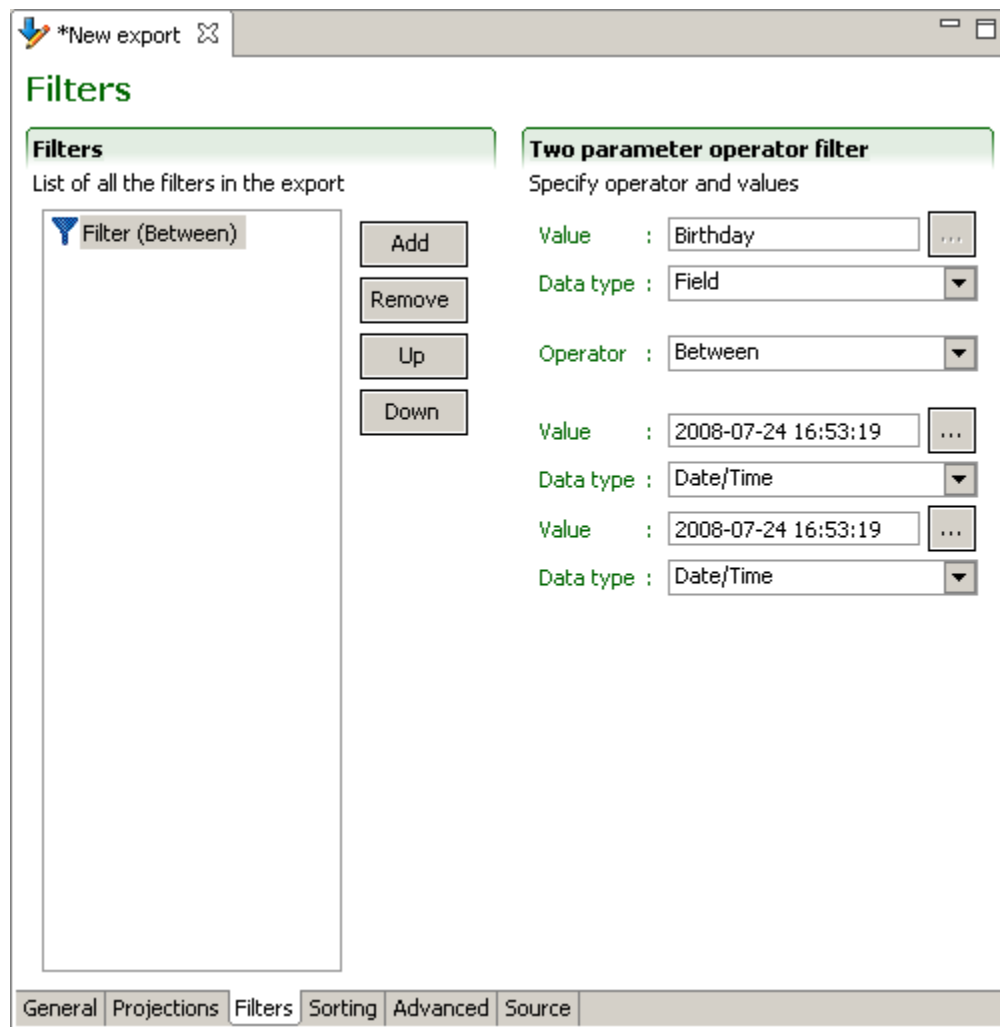 *New export
Filters
Filters
List of all the filters in the export
Filter (Between)
Add
Remove
Up
Down
Two parameter operator filter
Specify operator and values
Value : Birthday ...
Data type : Field
Operator : Between
Value : 2008-07-24 16:53:19 ...
Data type : Date/Time
Value : 2008-07-24 16:53:19 ...
Data type : Date/Time
General Projections Filters Sorting Advanced Source